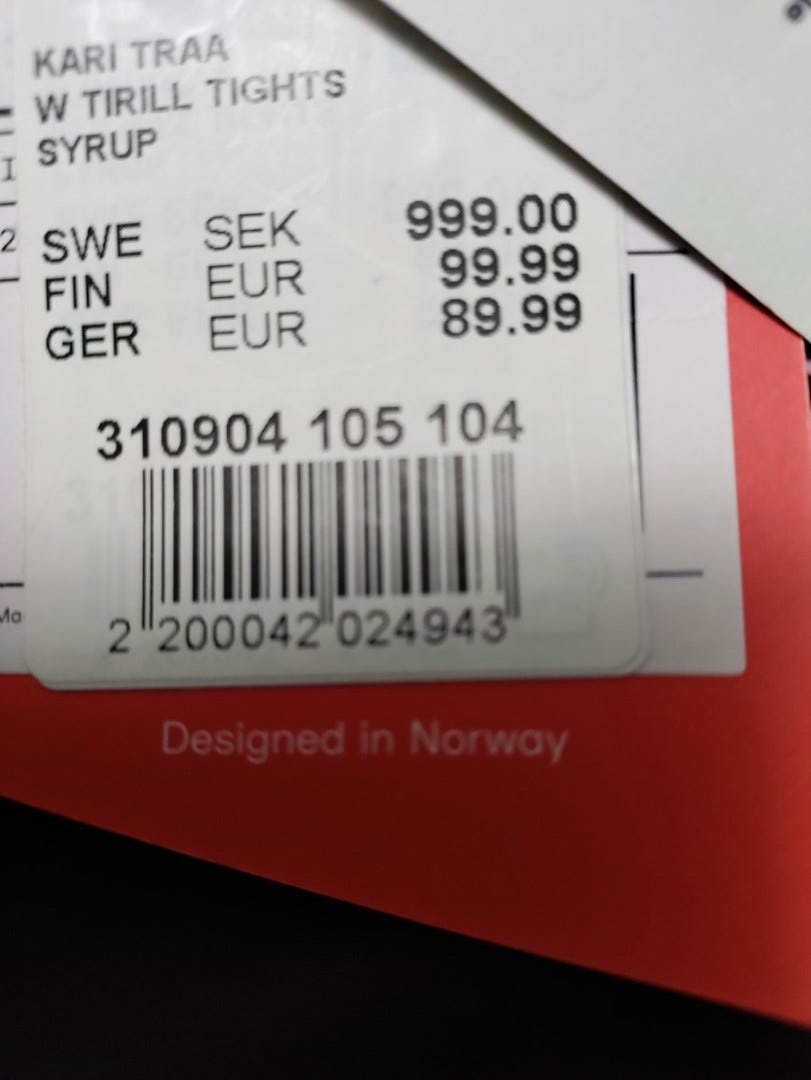 KARI TRAA
W TIRILL TIGHTS
SYRUP
SWE SEK 999.00
FIN EUR 99.99
GER EUR 89.99
310904 105 104
2 200042 024943
Designed in Norway